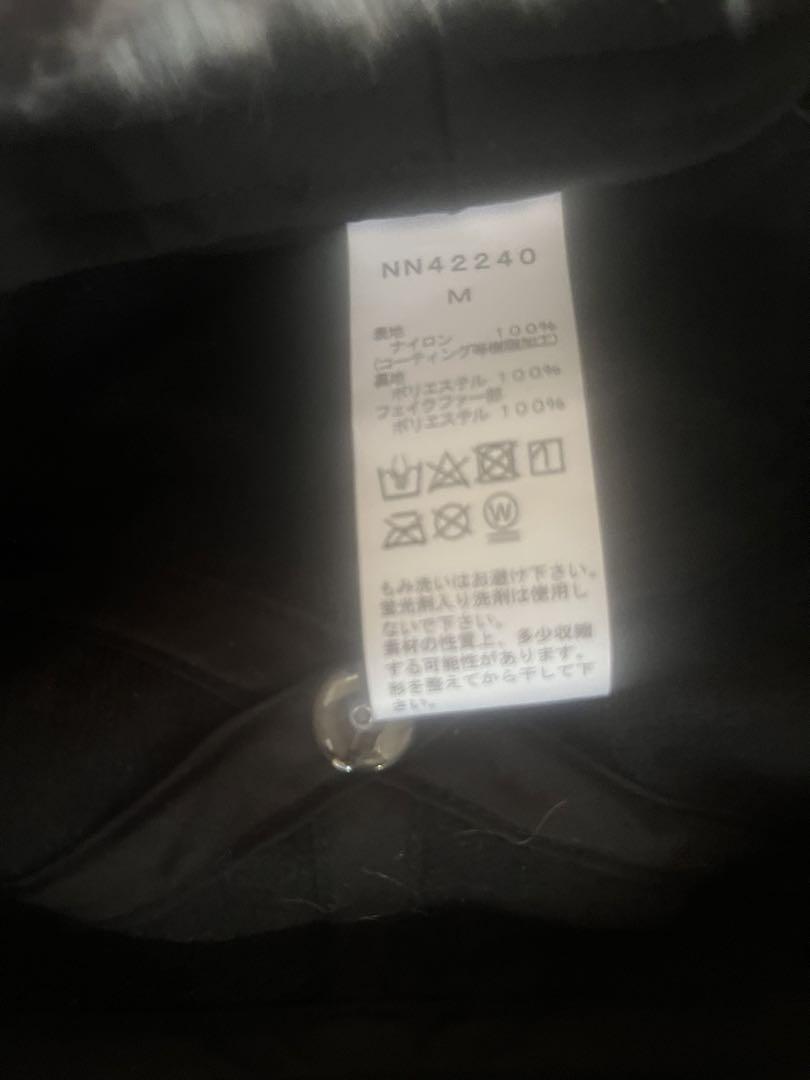 NN42240
M
表地
ナイロン 100%
(コーティング等樹脂加工)
裏地
ポリエステル 100%
フェイクファー部
ポリエステル 100%
W
もみ洗いはお避け下さい。
蛍光剤入り洗剤は使用し
ないで下さい。
素材の性質上、多少収縮
する可能性があります。
形を整えてから干して下
さい。